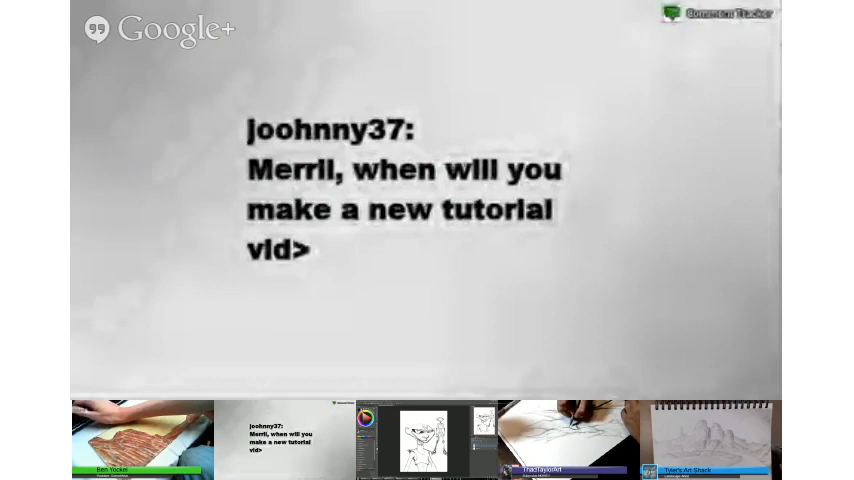 Google+
Comment Tracker
joohnny37:
Merril, when will you
make a new tutorial
vid>
joohnny37:
Merril, when will you
make a new tutorial
vid>
Ben Yockel
ThadTaylorArt
Tyler's Art Shack